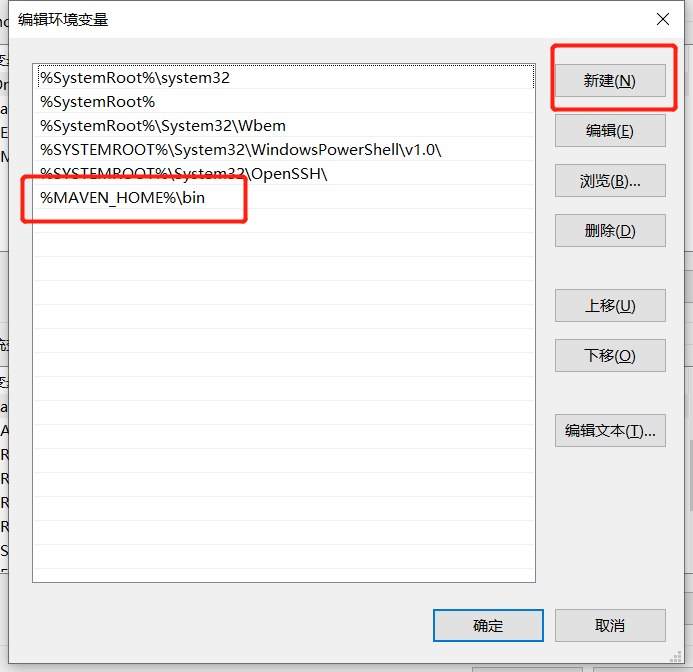 编辑环境变量
%SystemRoot%\system32
%SystemRoot%
%SystemRoot%\System32\Wbem
%SYSTEMROOT%\System32\WindowsPowerShell\v1.0\
%SYSTEMROOT%\System32\OpenSSH\
%MAVEN_HOME%\bin
新建(N)
编辑(E)
浏览(B)...
删除(D)
上移(U)
下移(O)
编辑文本(T)...
确定
取消